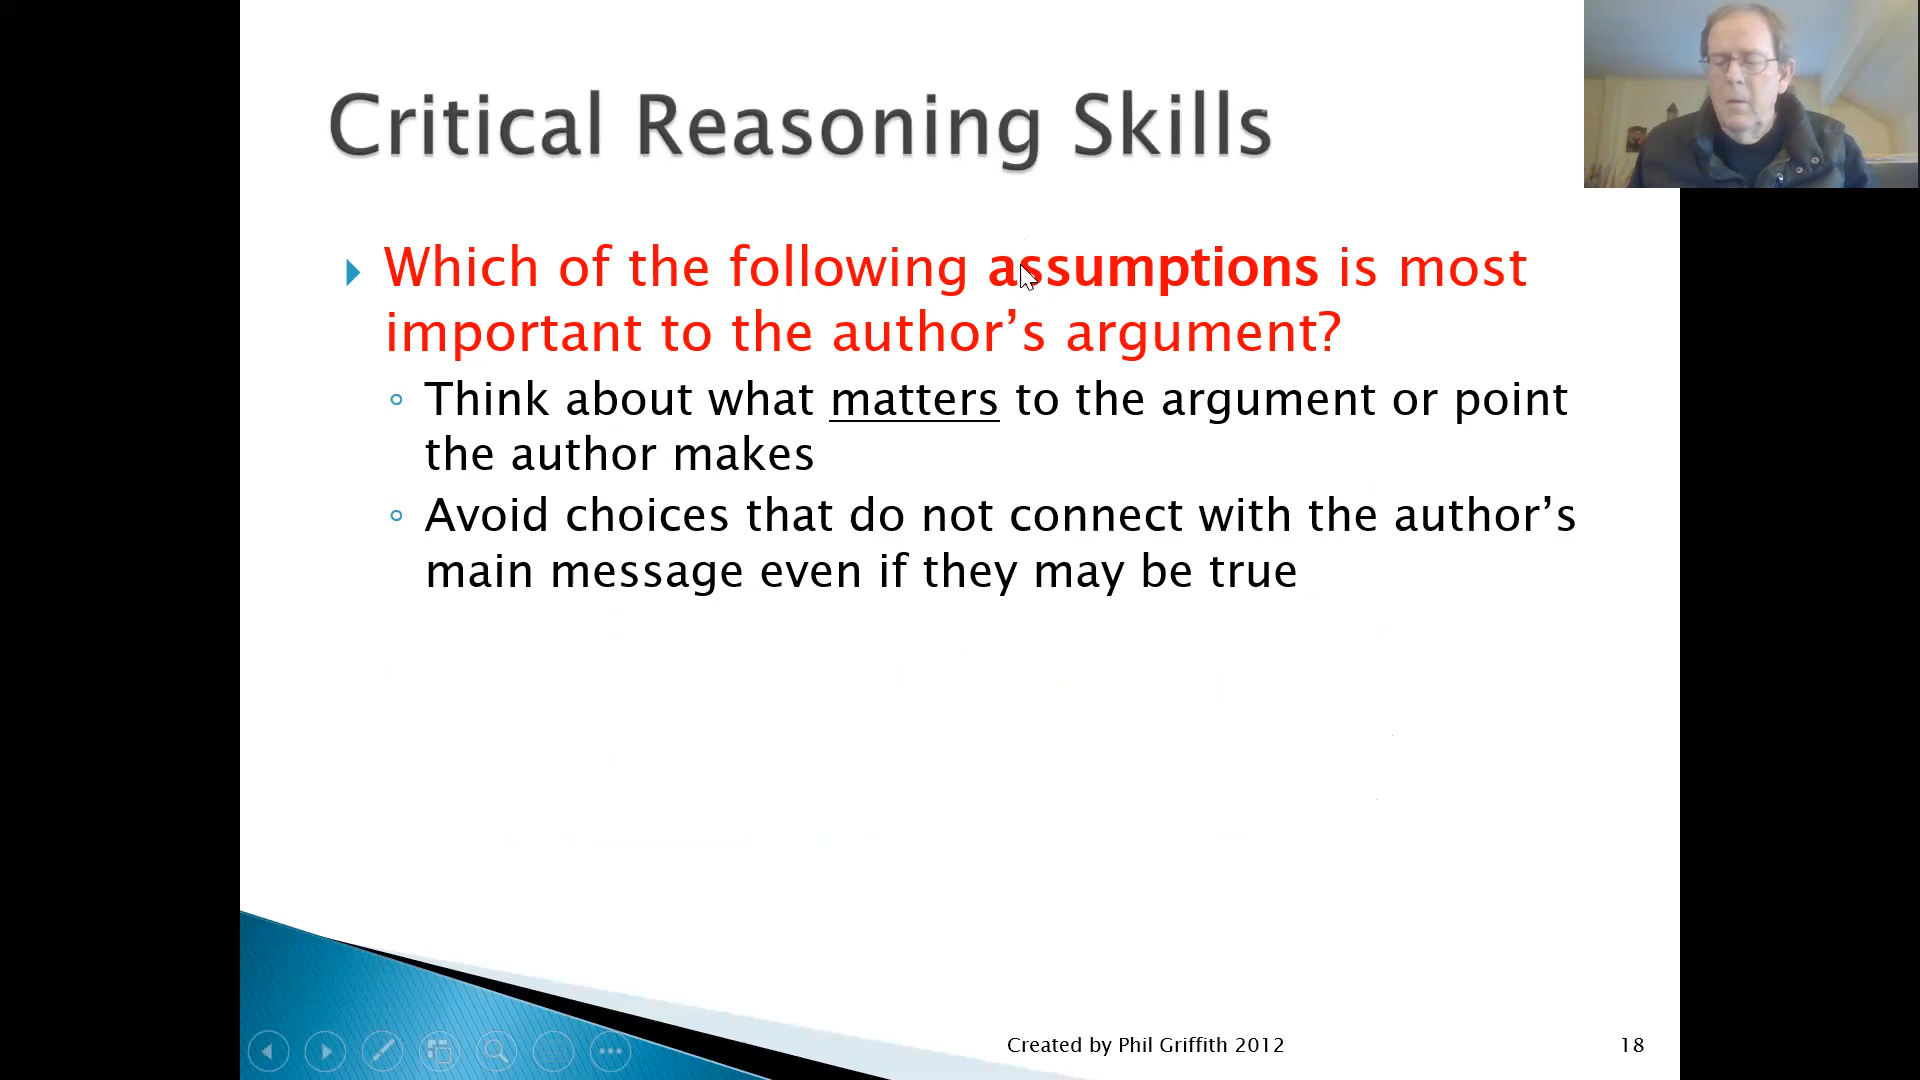 Critical Reasoning Skills
Which of the following assumptions is most
important to the author’s argument?
Think about what matters to the argument or point
the author makes
Avoid choices that do not connect with the author’s
main message even if they may be true
Created by Phil Griffith 2012
18